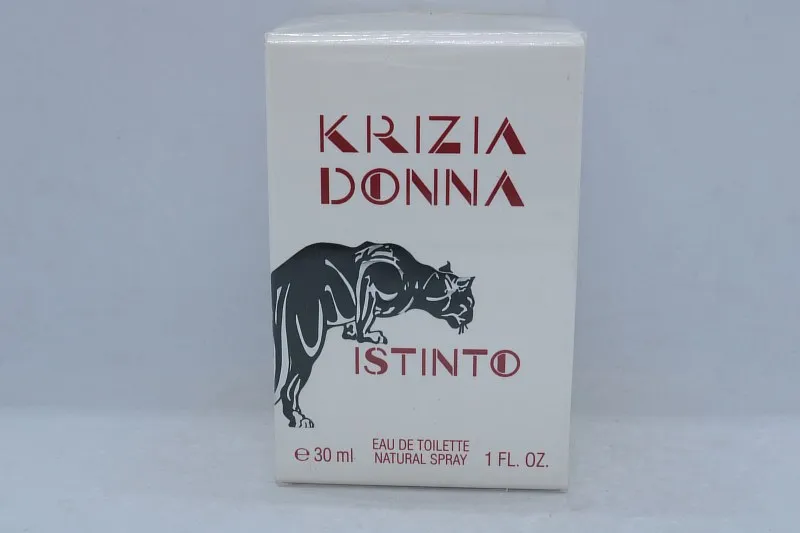 KRIZIA
DONNA
ISTINTO
EAU DE TOILETTE
℮ 30 ml NATURAL SPRAY 1 FL. OZ.